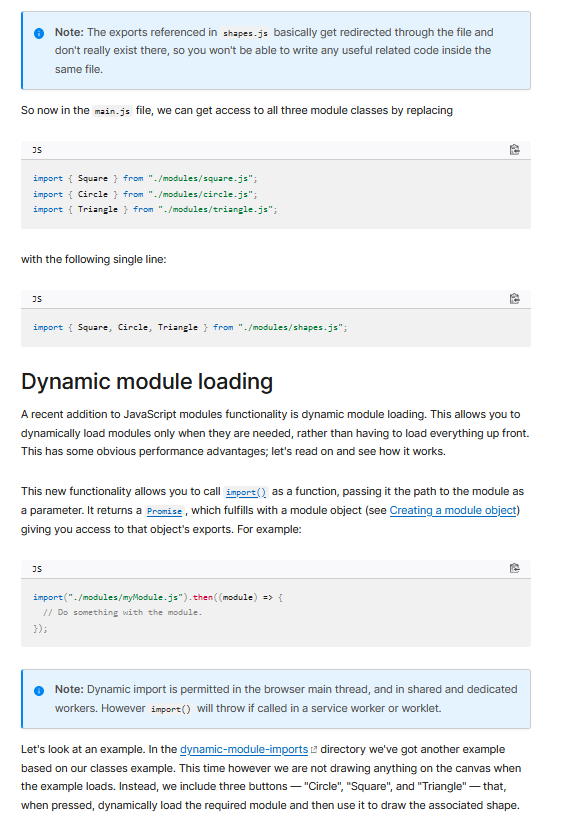 Note: The exports referenced in shapes.js basically get redirected through the file and
don't really exist there, so you won't be able to write any useful related code inside the
same file.
So now in the main.js file, we can get access to all three module classes by replacing
JS
import { Square } from "./modules/square.js";
import { Circle } from "./modules/circle.js";
import { Triangle } from "./modules/triangle.js";
with the following single line:
JS
import { Square, Circle, Triangle } from "./modules/shapes.js";
Dynamic module loading
A recent addition to JavaScript modules functionality is dynamic module loading. This allows you to
dynamically load modules only when they are needed, rather than having to load everything up front.
This has some obvious performance advantages; let's read on and see how it works.
This new functionality allows you to call import() as a function, passing it the path to the module as
a parameter. It returns a Promise, which fulfills with a module object (see Creating a module object)
giving you access to that object's exports. For example:
JS
import("./modules/myModule.js").then((module) => {
  // Do something with the module.
});
Note: Dynamic import is permitted in the browser main thread, and in shared and dedicated
workers. However import() will throw if called in a service worker or worklet.
Let's look at an example. In the dynamic-module-imports directory we've got another example
based on our classes example. This time however we are not drawing anything on the canvas when
the example loads. Instead, we include three buttons — "Circle", "Square", and "Triangle" — that,
when pressed, dynamically load the required module and then use it to draw the associated shape.